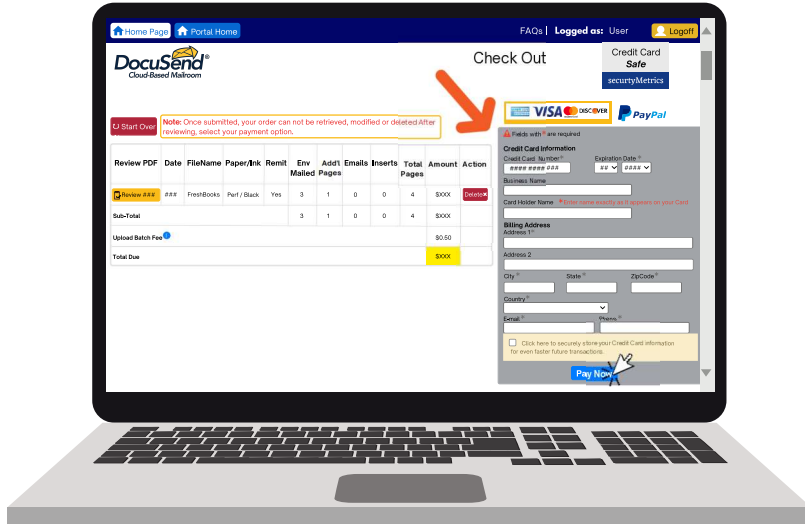 Home Page Portal Home FAQs | Logged as: User Logoff
DocuSend®
Cloud-Based Mailroom
Check Out
Credit Card
Safe
securtyMetrics
VISA DISCOVER PayPal
Start Over
Note: Once submitted, your order can not be retrieved, modified or deleted After
reviewing, select your payment option.
Review PDF Date FileName Paper/Ink Remit Env Mailed Add'l Pages Emails Inserts Total Pages Amount Action
Review ### ### FreshBooks Perf / Black Yes 3 1 0 0 4 $XXX Delete×
Sub-Total 3 1 0 0 4 $XXX
Upload Batch Fee $0.50
Total Due $XXX
Fields with * are required
Credit Card Information
Credit Card Number * Expiration Date *
#### #### ### ## ####
Business Name
Card Holder Name *Enter name exactly as it appears on your Card
Billing Address
Address 1*
Address 2
City * State * ZipCode *
Country *
E-mail * Phone *
Click here to securely store your Credit Card information
for even faster future transactions.
Pay Now